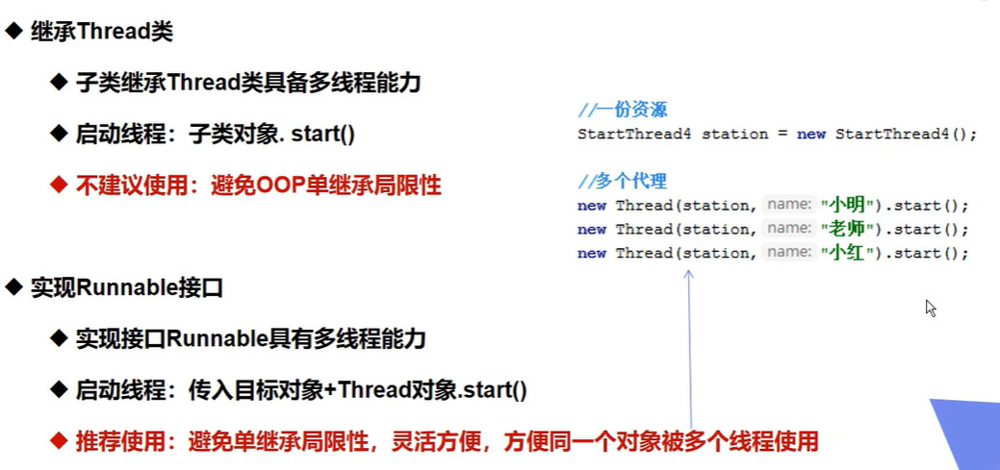 ◆ 继承Thread类
◆ 子类继承Thread类具备多线程能力
◆ 启动线程：子类对象. start()
◆ 不建议使用：避免OOP单继承局限性
◆ 实现Runnable接口
◆ 实现接口Runnable具有多线程能力
◆ 启动线程：传入目标对象+Thread对象.start()
◆ 推荐使用：避免单继承局限性，灵活方便，方便同一个对象被多个线程使用
//一份资源
StartThread4 station = new StartThread4();
//多个代理
new Thread(station, name: "小明").start();
new Thread(station, name: "老师").start();
new Thread(station, name: "小红").start();